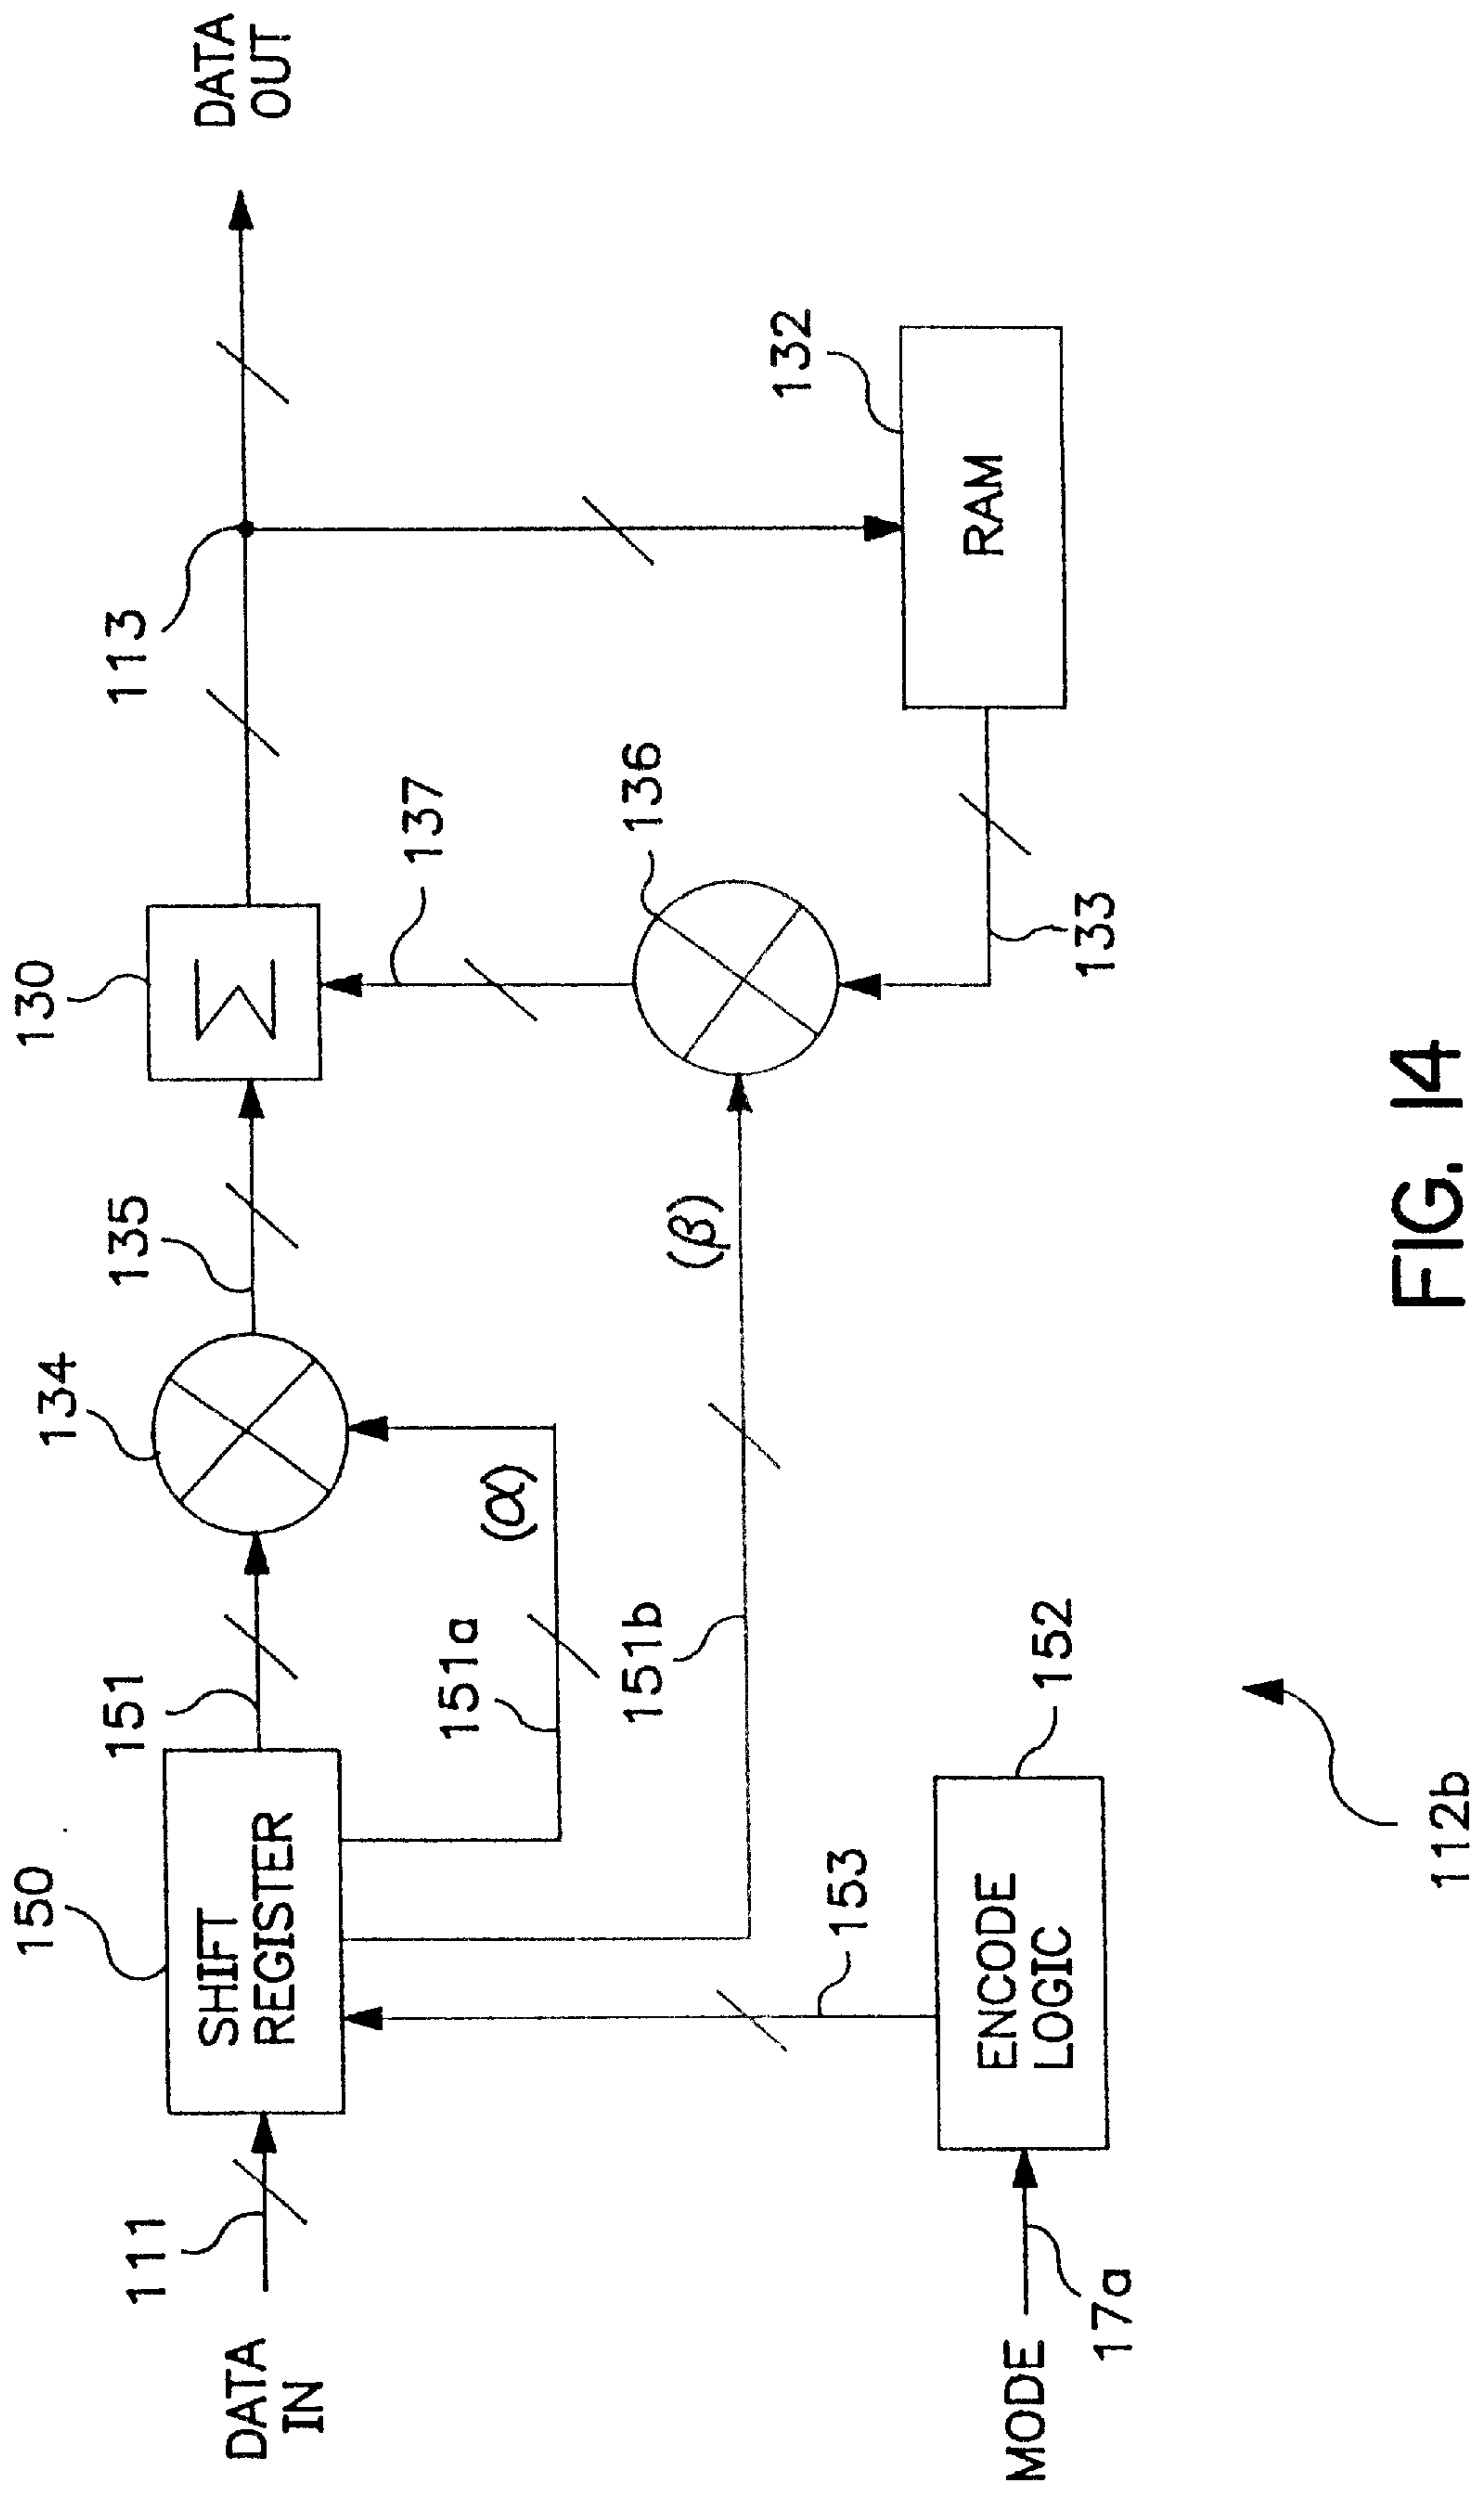 DATA
OUT
113
132
RAM
130
137
136
133
134
135
(β)
151
151a
(α)
151b
150
SHIFT
REGISTER
153
152
ENCODE
LOGIC
111
DATA
IN
MODE
17a
112b
FIG. 14
Σ